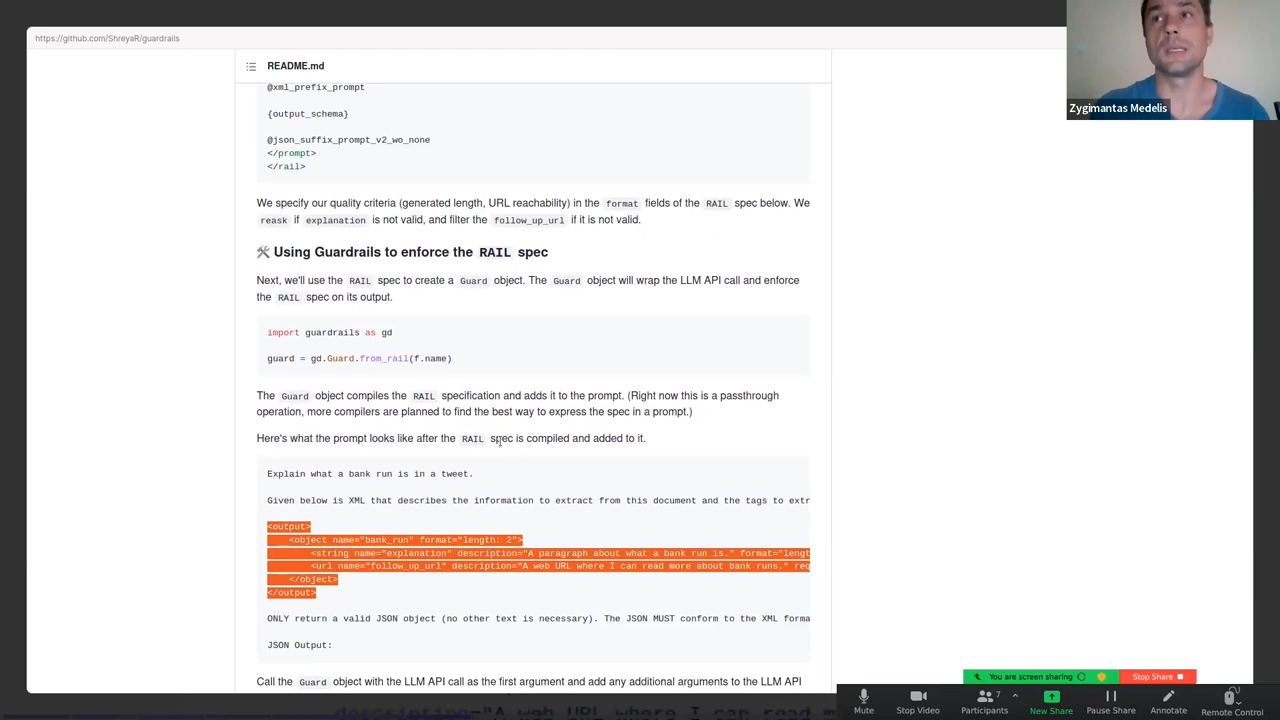 https://github.com/ShreyaR/guardrails
README.md
@xml_prefix_prompt
{output_schema}
@json_suffix_prompt_v2_wo_none
</prompt>
</rail>
We specify our quality criteria (generated length, URL reachability) in the format fields of the RAIL spec below. We
reask if explanation is not valid, and filter the follow_up_url if it is not valid.
🛠 Using Guardrails to enforce the RAIL spec
Next, we'll use the RAIL spec to create a Guard object. The Guard object will wrap the LLM API call and enforce
the RAIL spec on its output.
import guardrails as gd
guard = gd.Guard.from_rail(f.name)
The Guard object compiles the RAIL specification and adds it to the prompt. (Right now this is a passthrough
operation, more compilers are planned to find the best way to express the spec in a prompt.)
Here's what the prompt looks like after the RAIL spec is compiled and added to it.
Explain what a bank run is in a tweet.
Given below is XML that describes the information to extract from this document and the tags to extr
<output>
<object name="bank_run" format="length: 2">
<string name="explanation" description="A paragraph about what a bank run is." format="lengt
<url name="follow_up_url" description="A web URL where I can read more about bank runs." req
</object>
</output>
ONLY return a valid JSON object (no other text is necessary). The JSON MUST conform to the XML forma
JSON Output:
Call the Guard object with the LLM API call as the first argument and add any additional arguments to the LLM API
Zygimantas Medelis
You are screen sharing
Stop Share
Mute
Stop Video
Participants
7
New Share
Pause Share
Annotate
Remote Control